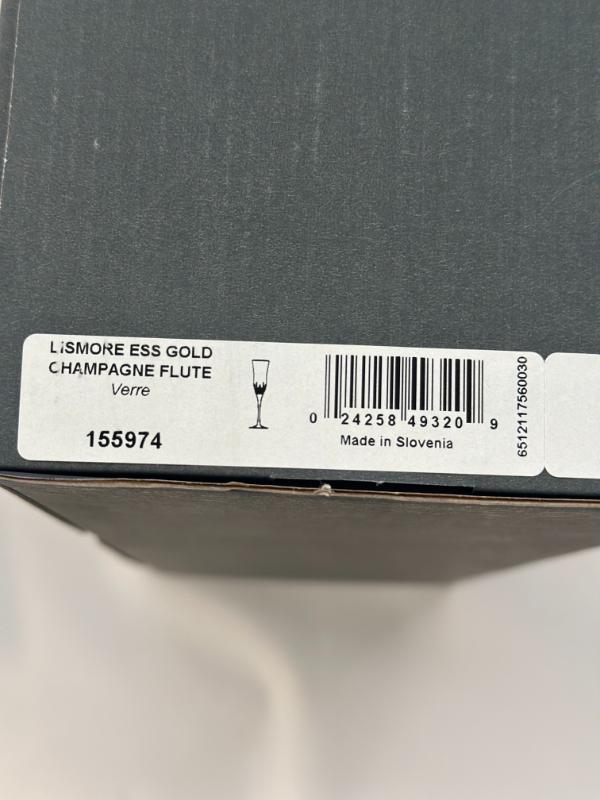 LISMORE ESS GOLD
CHAMPAGNE FLUTE
Verre
155974
0 24258 49320 9
Made in Slovenia
6512117560030